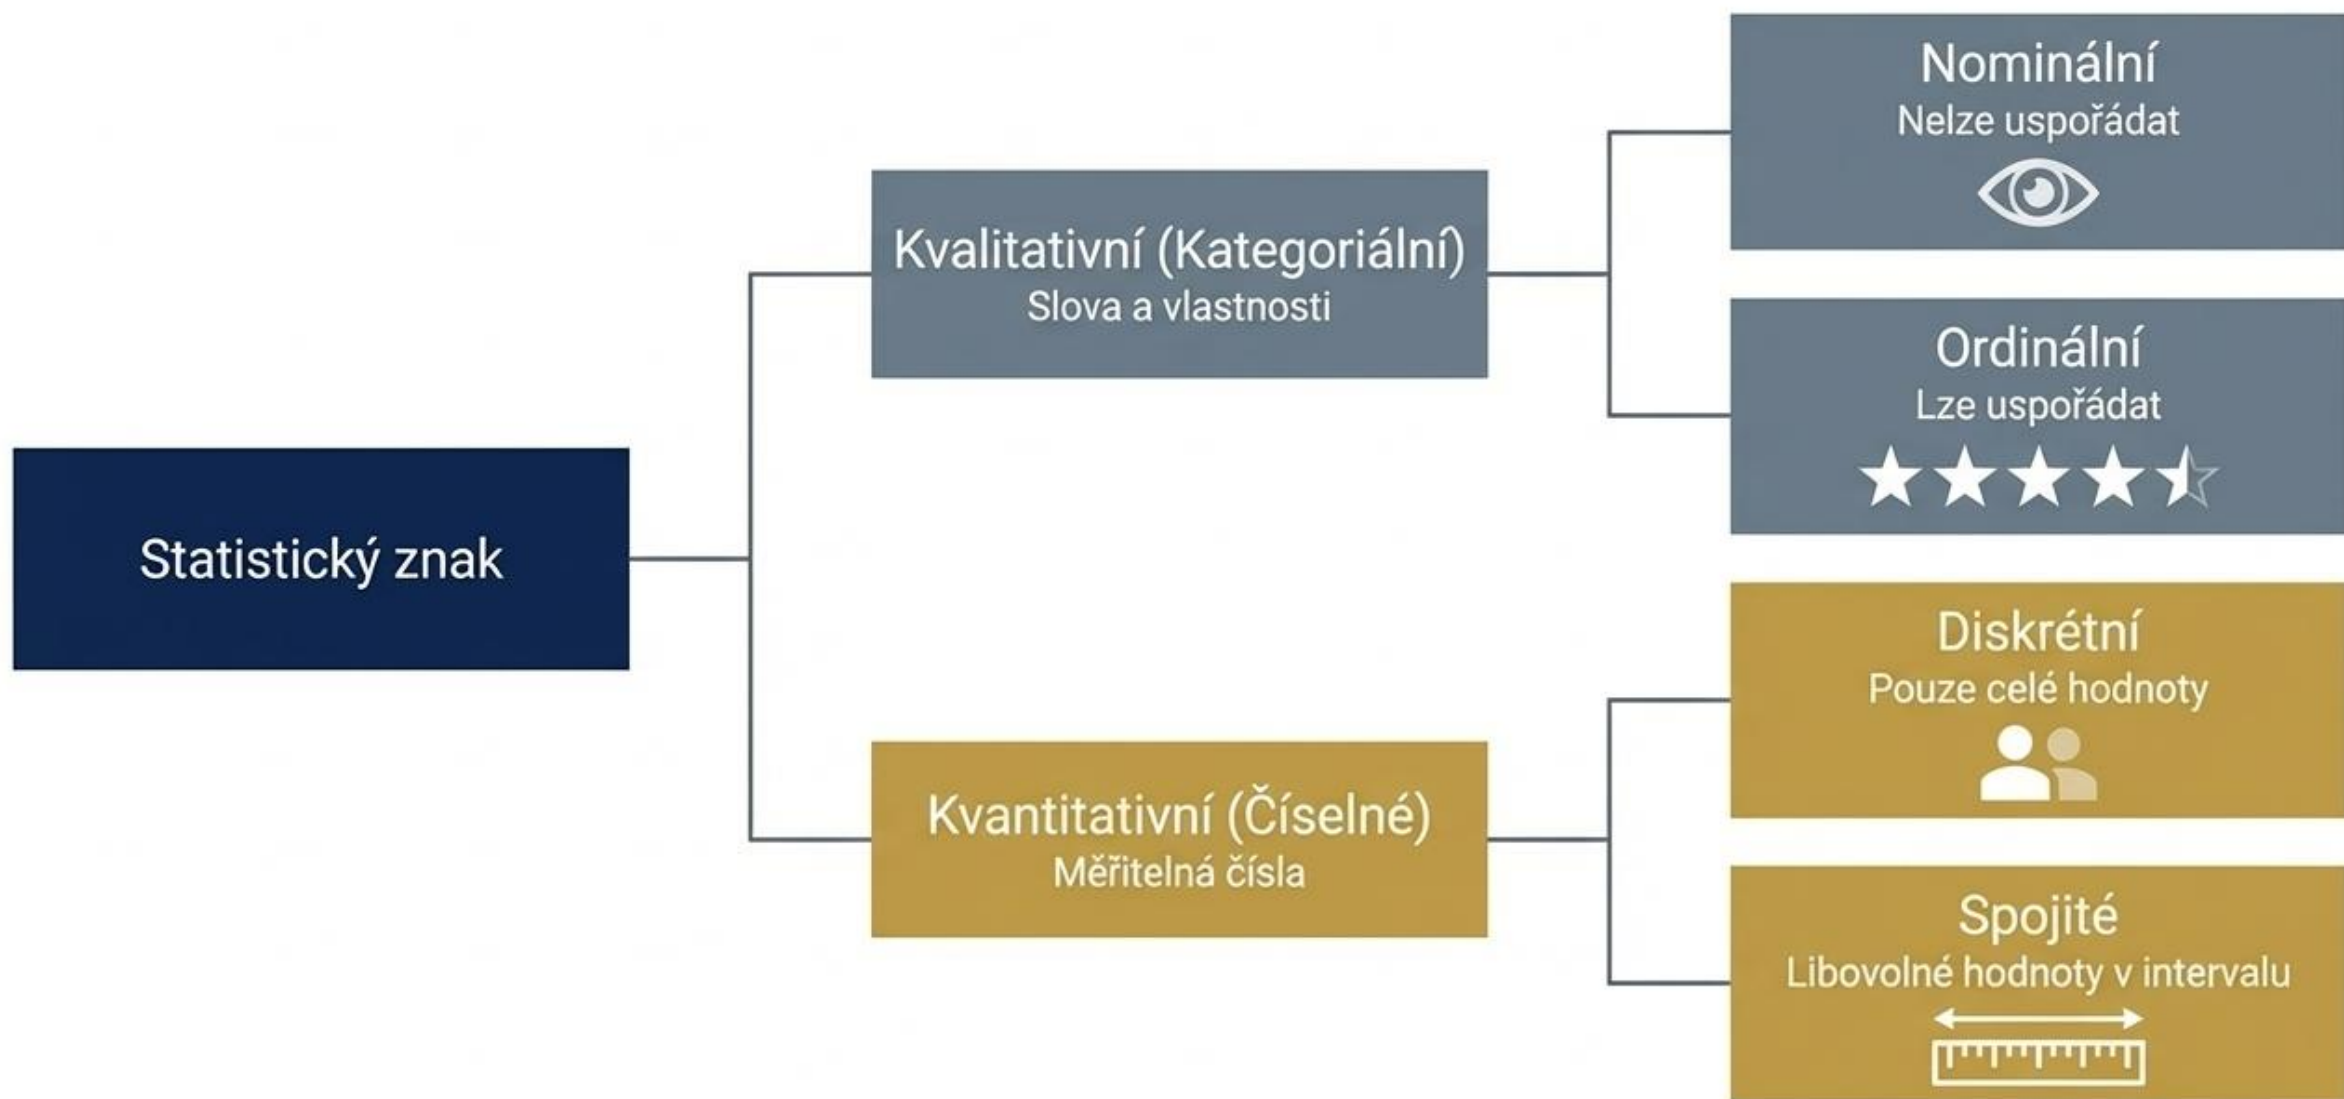 Statistický znak
Kvalitativní (Kategoriální)
Slova a vlastnosti
Nominální
Nelze uspořádat
Ordinální
Lze uspořádat
Kvantitativní (Číselné)
Měřitelná čísla
Diskrétní
Pouze celé hodnoty
Spojité
Libovolné hodnoty v intervalu